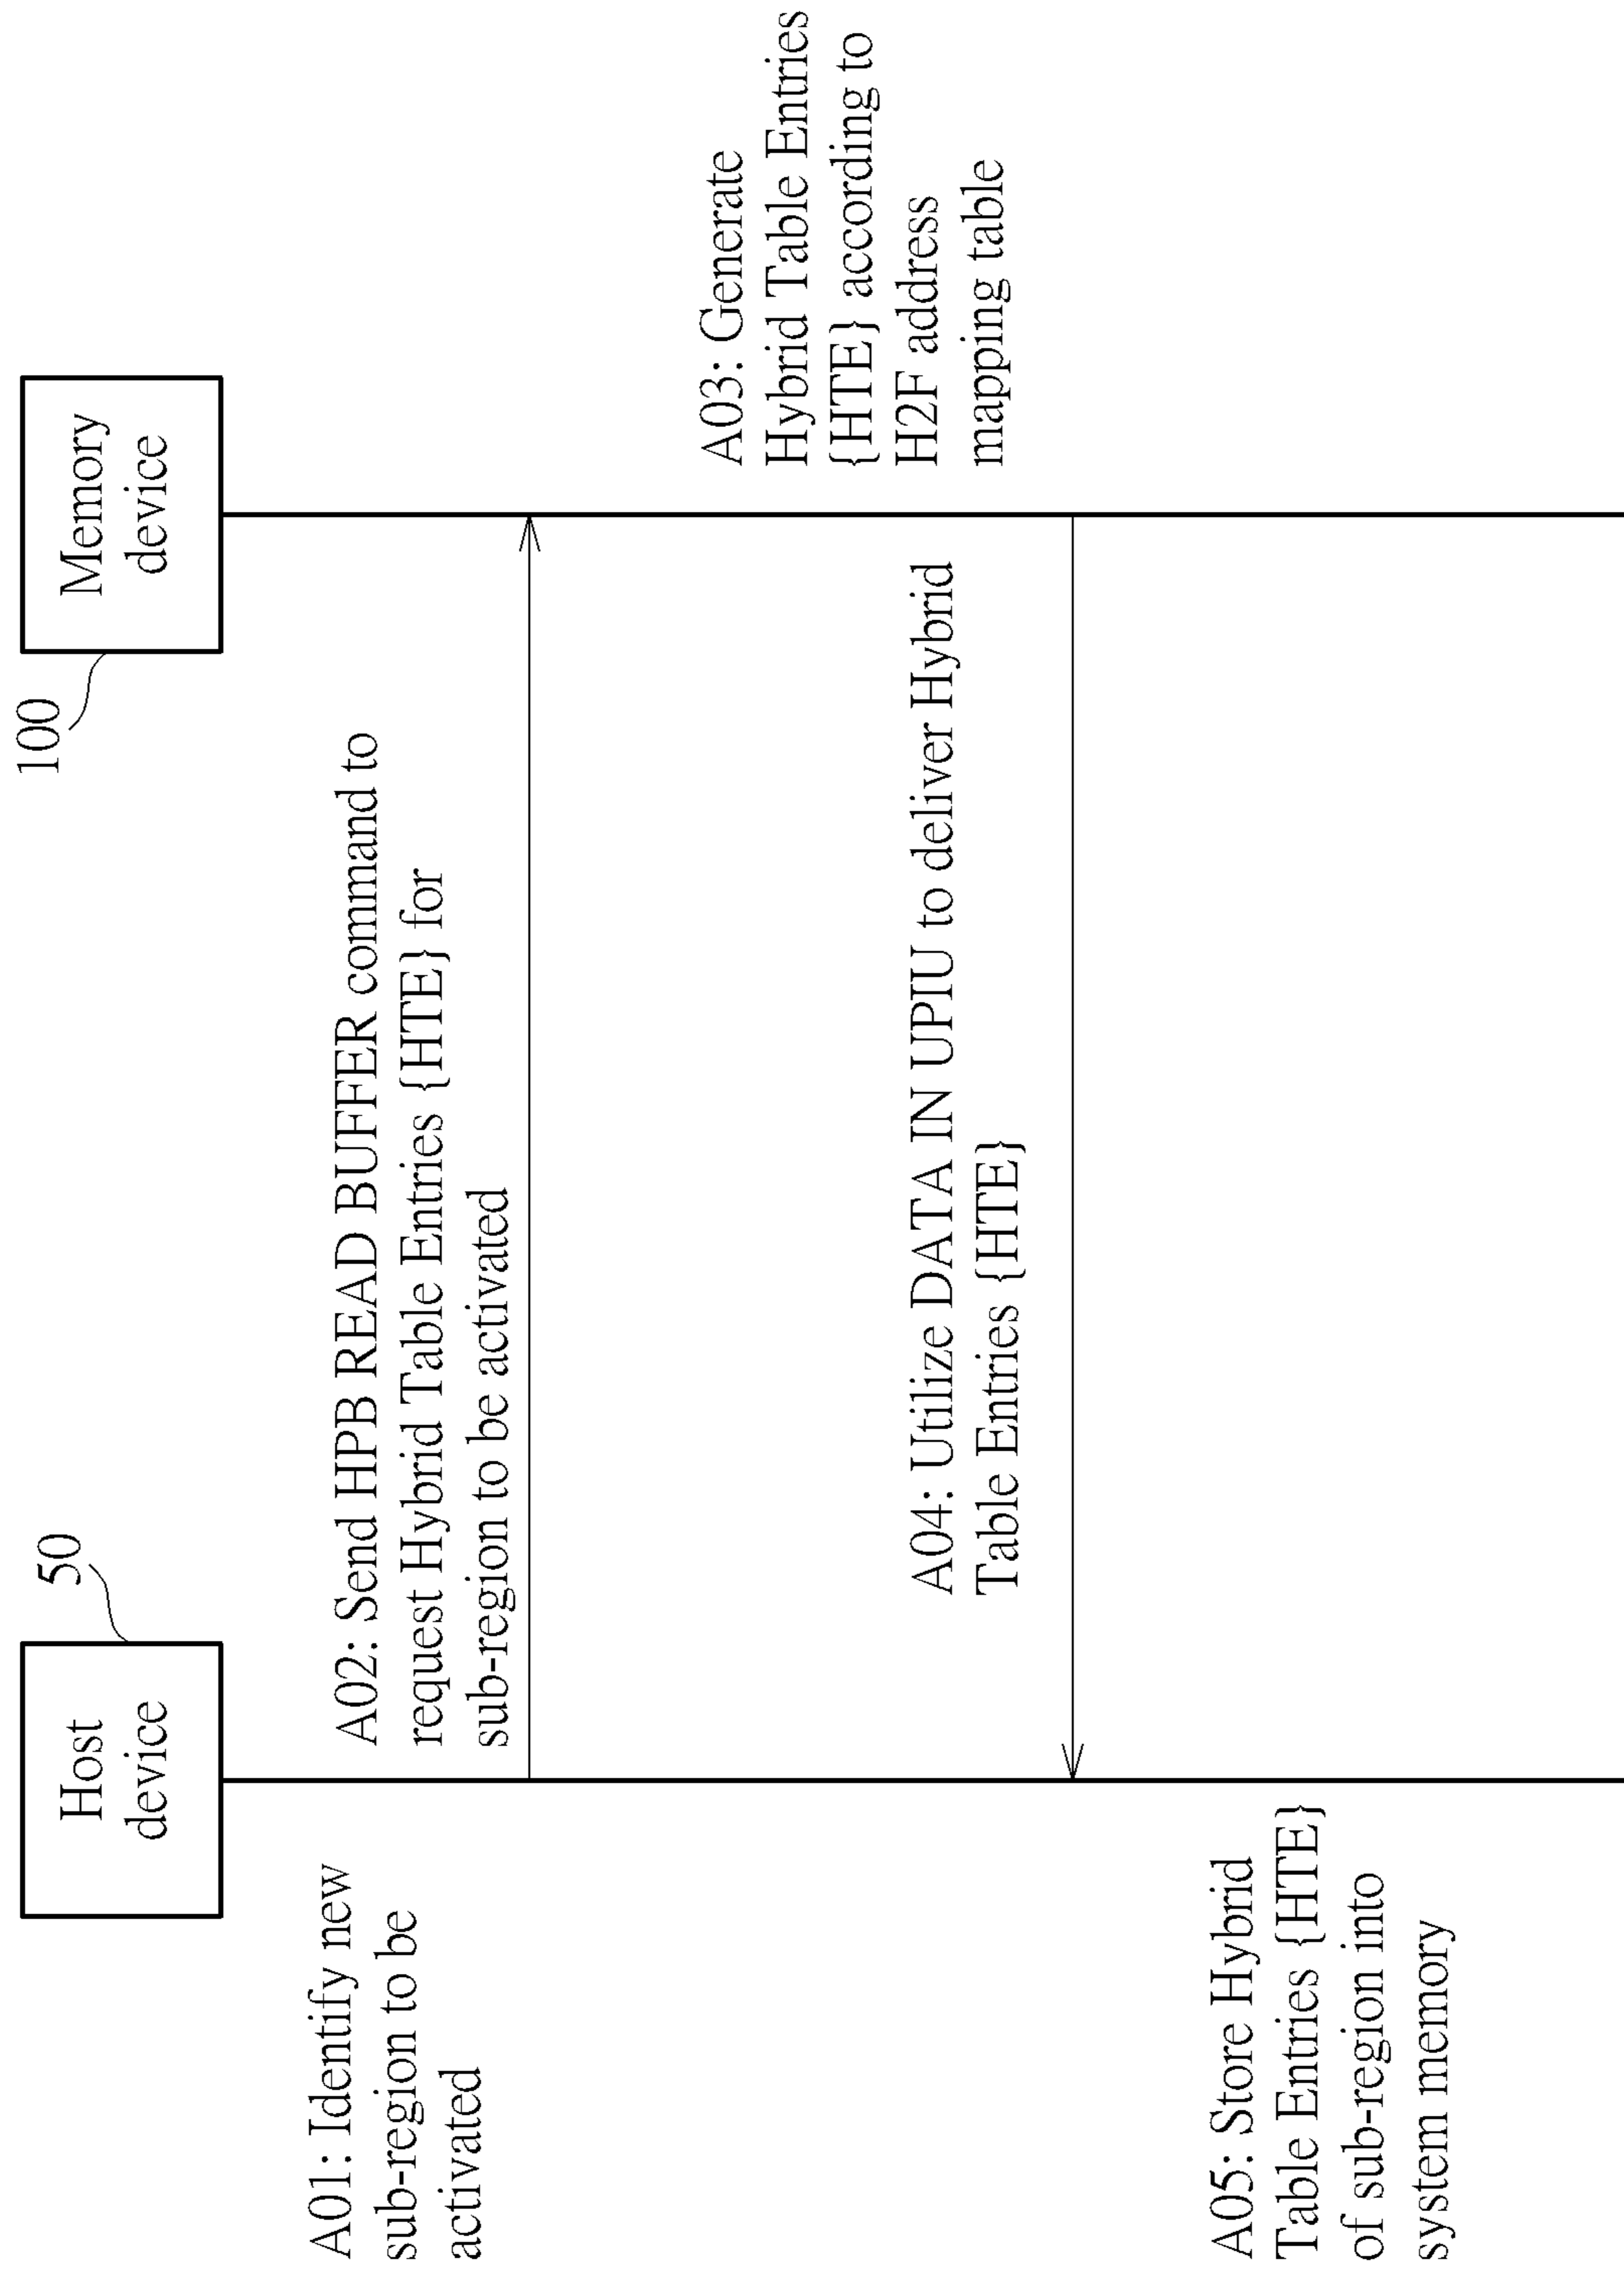 Host
device
50
Memory
device
100
A01: Identify new
sub-region to be
activated
A02: Send HPB READ BUFFER command to
request Hybrid Table Entries {HTE} for
sub-region to be activated
A03: Generate
Hybrid Table Entries
{HTE} according to
H2F address
mapping table
A04: Utilize DATA IN UPIU to deliver Hybrid
Table Entries {HTE}
A05: Store Hybrid
Table Entries {HTE}
of sub-region into
system memory